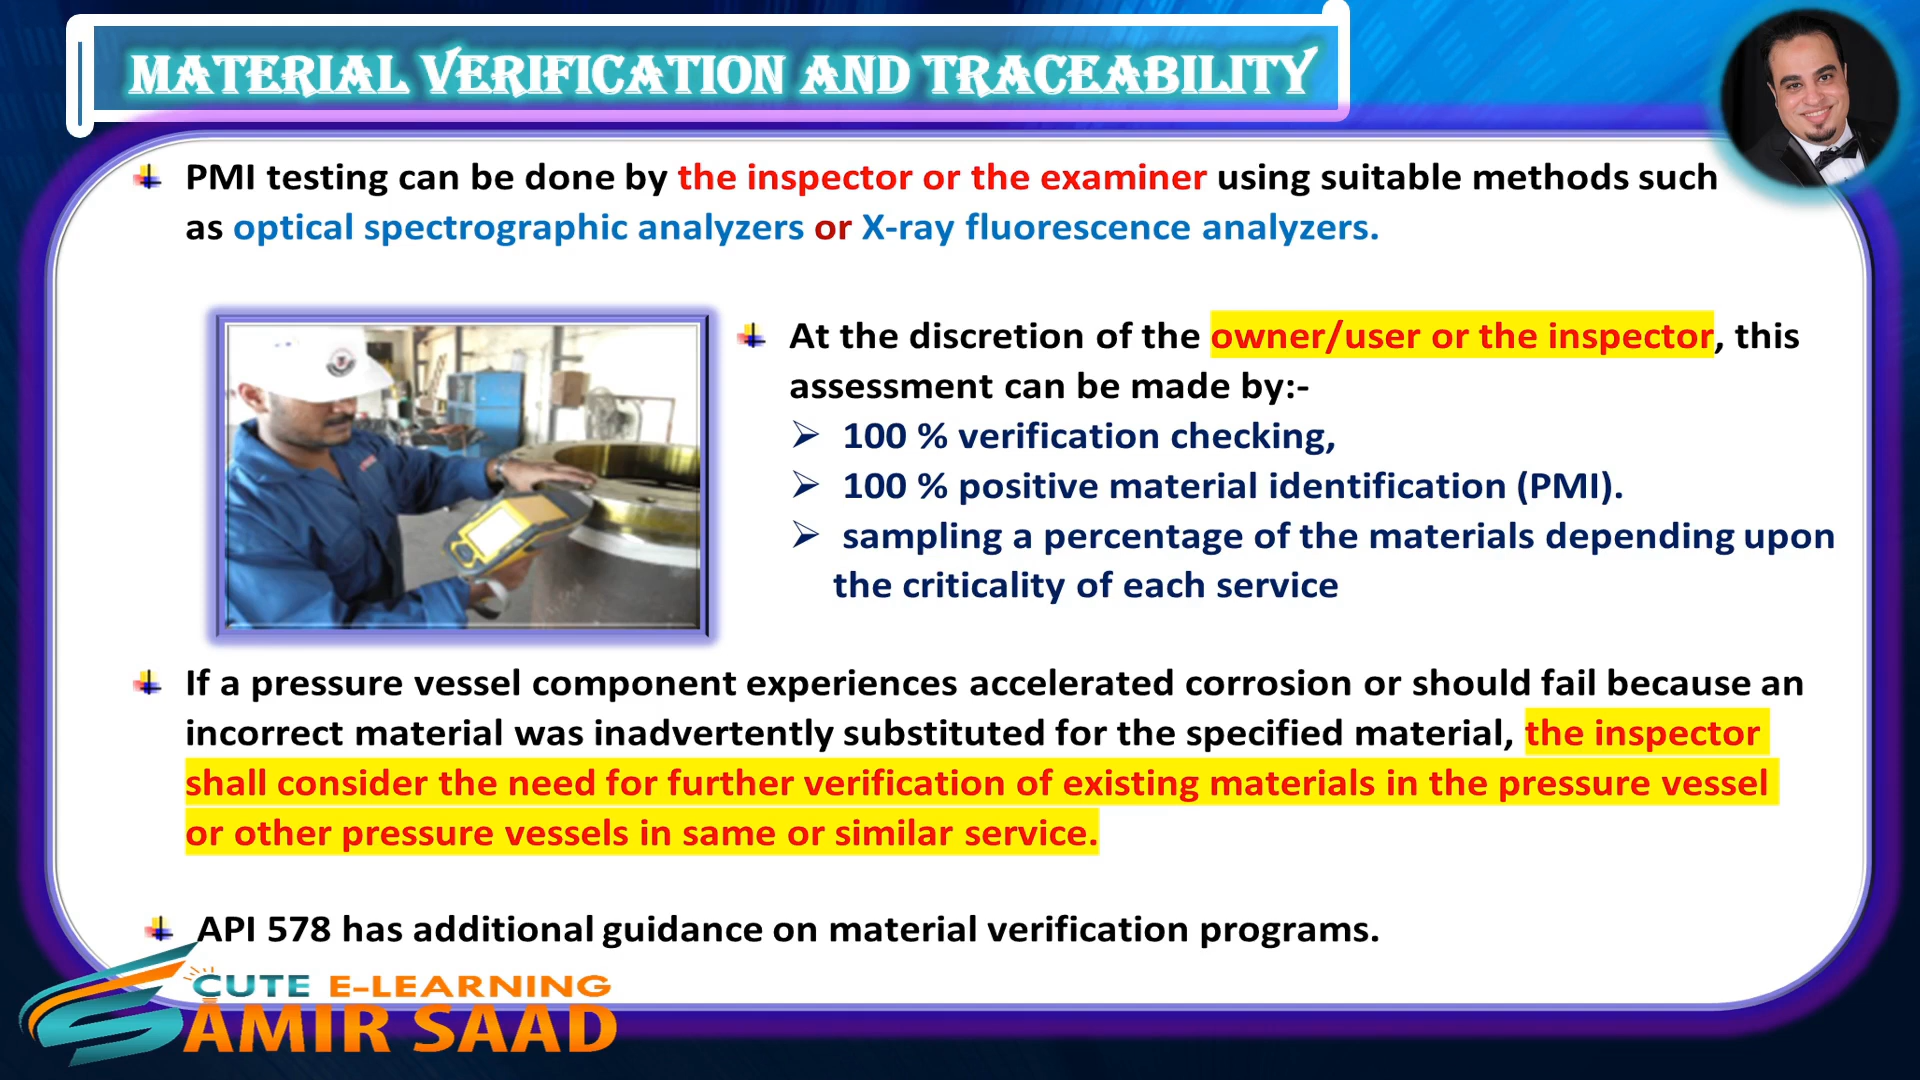 MATERIAL VERIFICATION AND TRACEABILITY
PMI testing can be done by the inspector or the examiner using suitable methods such
as optical spectrographic analyzers or X-ray fluorescence analyzers.
At the discretion of the owner/user or the inspector, this
assessment can be made by:-
100 % verification checking,
100 % positive material identification (PMI).
sampling a percentage of the materials depending upon
the criticality of each service
If a pressure vessel component experiences accelerated corrosion or should fail because an
incorrect material was inadvertently substituted for the specified material, the inspector
shall consider the need for further verification of existing materials in the pressure vessel
or other pressure vessels in same or similar service.
API 578 has additional guidance on material verification programs.
CUTE E-LEARNING
AMIR SAAD